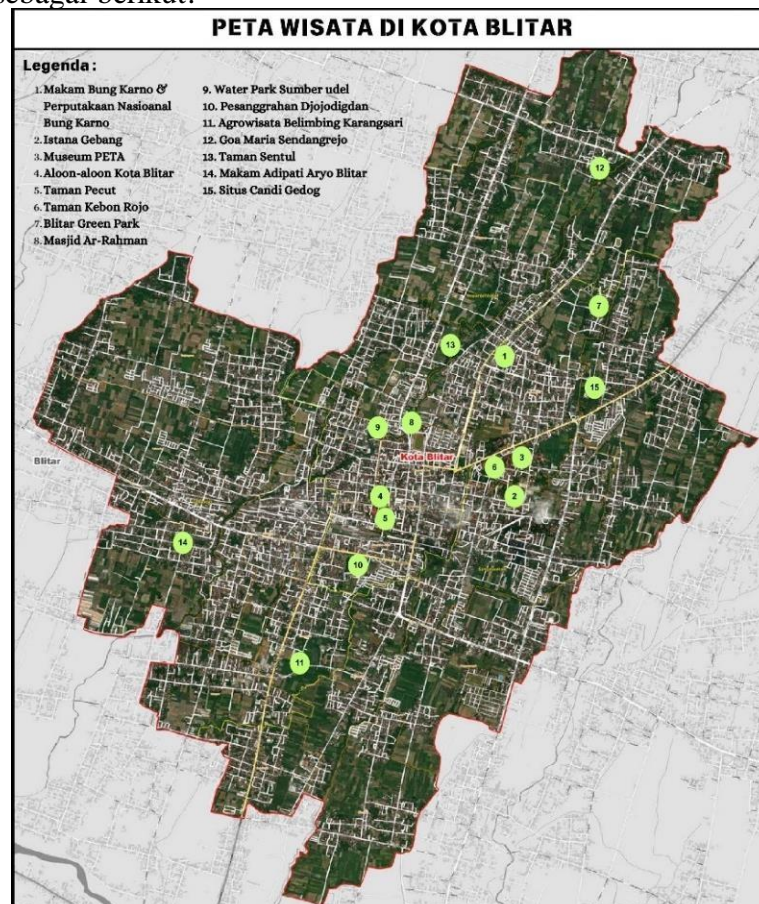 sebagai berikut:
PETA WISATA DI KOTA BLITAR
Legenda :
1. Makam Bung Karno &
Perputakaan Nasioanal
Bung Karno
2. Istana Gebang
3. Museum PETA
4. Aloon-aloon Kota Blitar
5. Taman Pecut
6. Taman Kebon Rojo
7. Blitar Green Park
8. Masjid Ar-Rahman
9. Water Park Sumber udel
10. Pesanggrahan Djojodigdan
11. Agrowisata Belimbing Karangsari
12. Goa Maria Sendangrejo
13. Taman Sentul
14. Makam Adipati Aryo Blitar
15. Situs Candi Gedog
12
7
13
1
15
9
8
Kota Blitar
3
6
Blitar
4
2
5
14
10
11